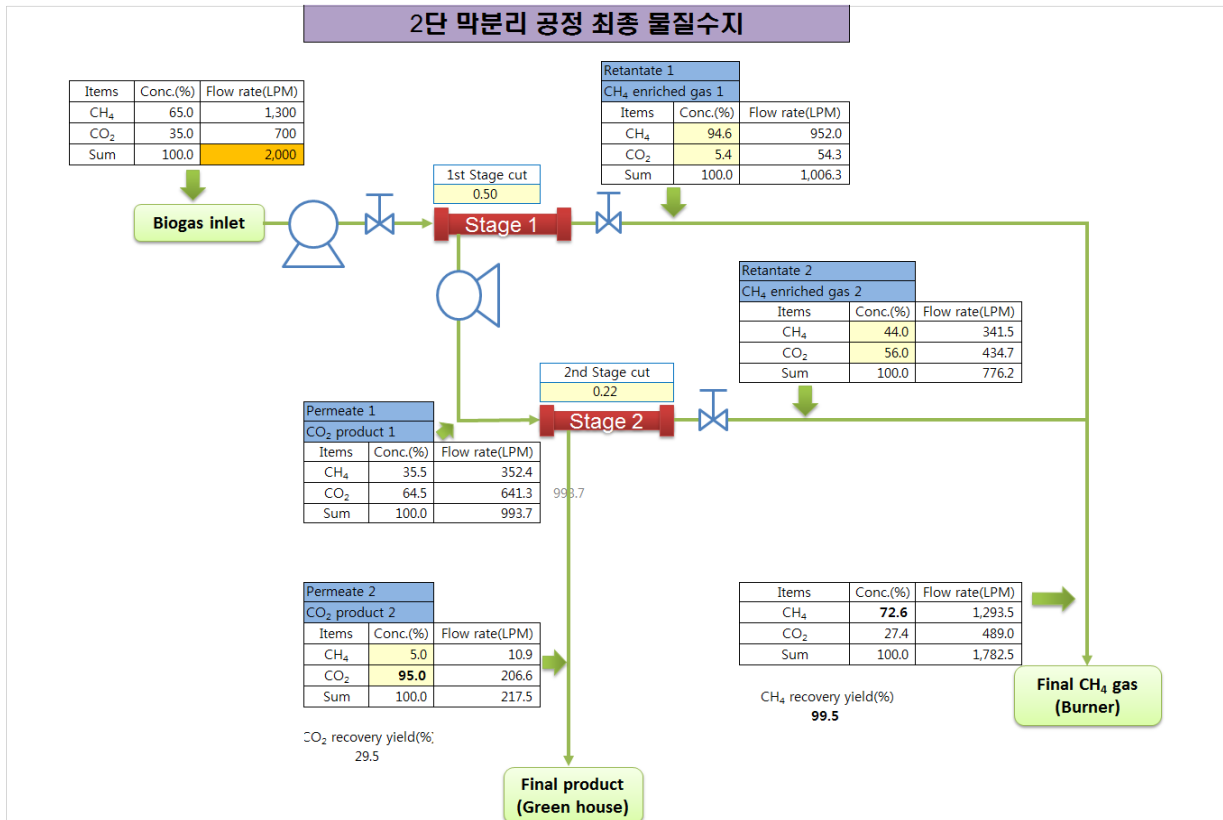 2단 막분리 공정 최종 물질수지
Items Conc.(%) Flow rate(LPM)
CH₄ 65.0 1,300
CO₂ 35.0 700
Sum 100.0 2,000
Biogas inlet
1st Stage cut
0.50
Stage 1
Retantate 1
CH₄ enriched gas 1
Items Conc.(%) Flow rate(LPM)
CH₄ 94.6 952.0
CO₂ 5.4 54.3
Sum 100.0 1,006.3
Retantate 2
CH₄ enriched gas 2
Items Conc.(%) Flow rate(LPM)
CH₄ 44.0 341.5
CO₂ 56.0 434.7
Sum 100.0 776.2
2nd Stage cut
0.22
Stage 2
Permeate 1
CO₂ product 1
Items Conc.(%) Flow rate(LPM)
CH₄ 35.5 352.4
CO₂ 64.5 641.3
Sum 100.0 993.7
993.7
Permeate 2
CO₂ product 2
Items Conc.(%) Flow rate(LPM)
CH₄ 5.0 10.9
CO₂ 95.0 206.6
Sum 100.0 217.5
CO₂ recovery yield(%)
29.5
Items Conc.(%) Flow rate(LPM)
CH₄ 72.6 1,293.5
CO₂ 27.4 489.0
Sum 100.0 1,782.5
CH₄ recovery yield(%)
99.5
Final CH₄ gas
(Burner)
Final product
(Green house)